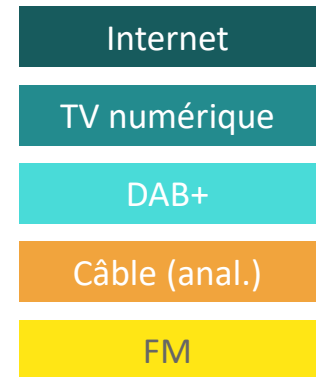 Internet
TV numérique
DAB+
Câble (anal.)
FM